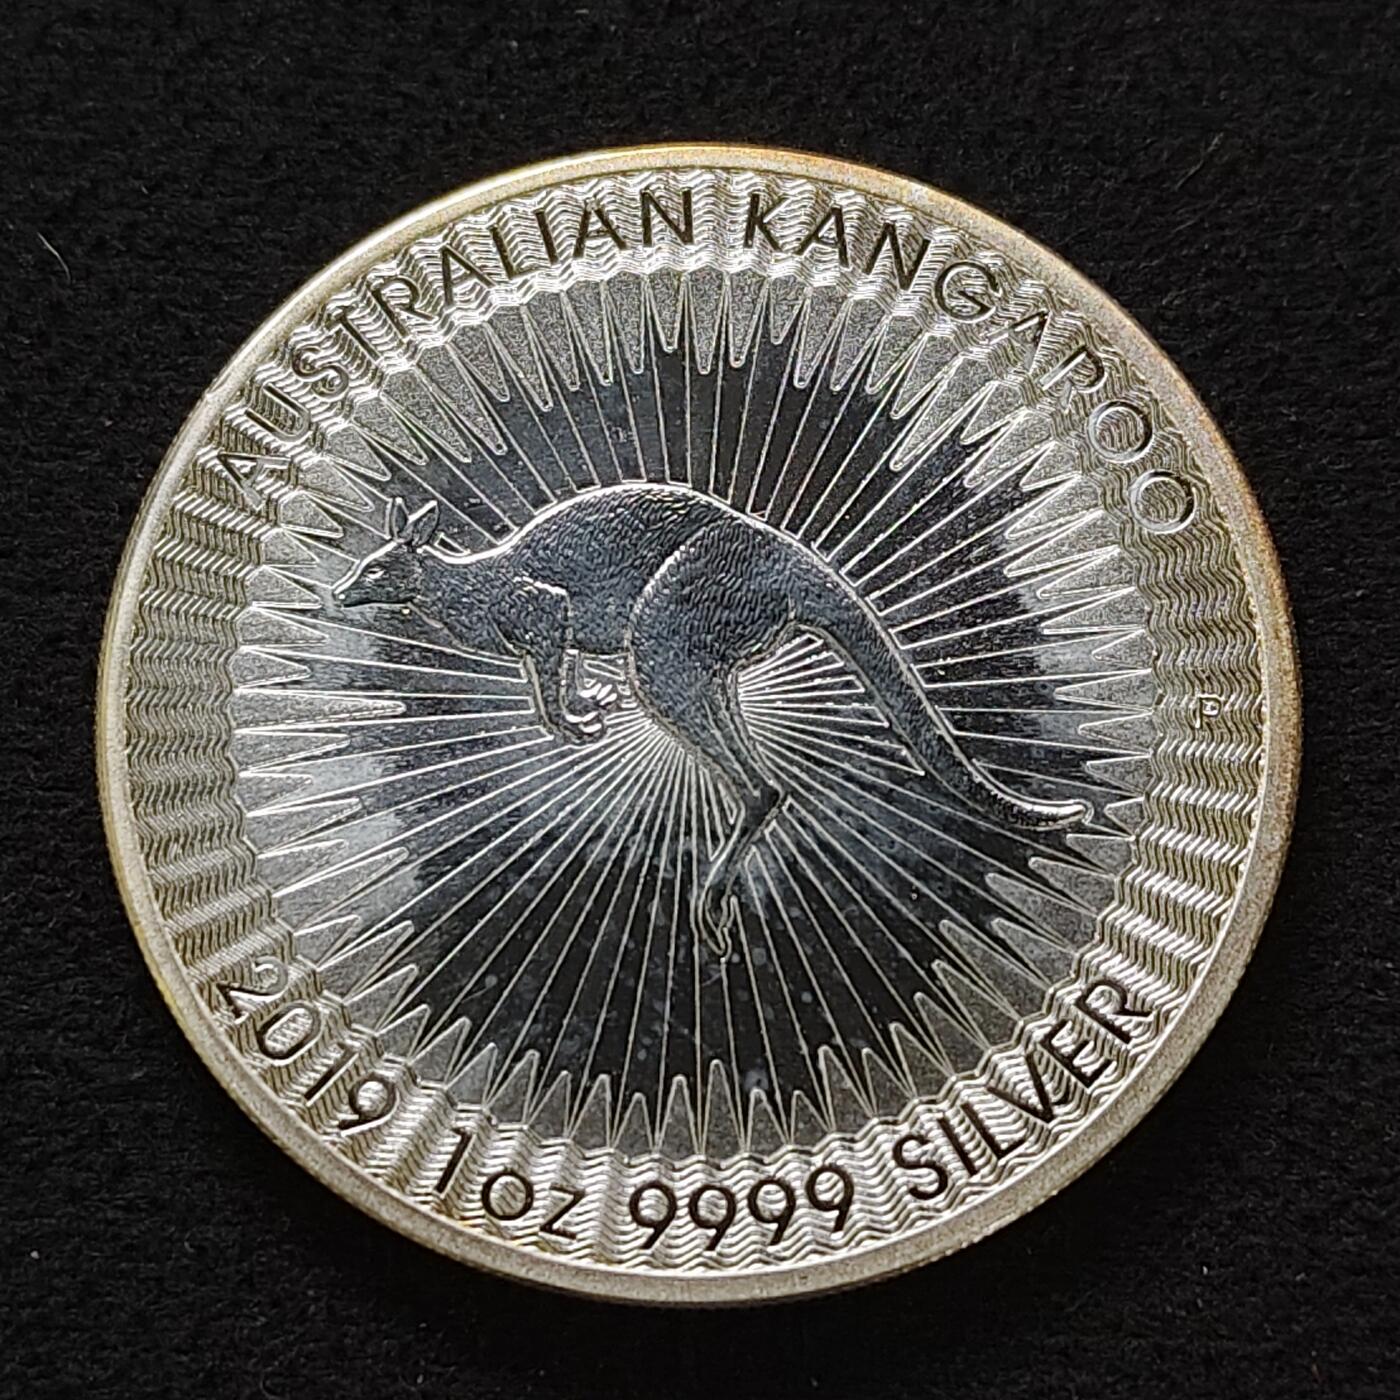 AUSTRALIAN KANGAROO
P
2019 1oz 9999 SILVER